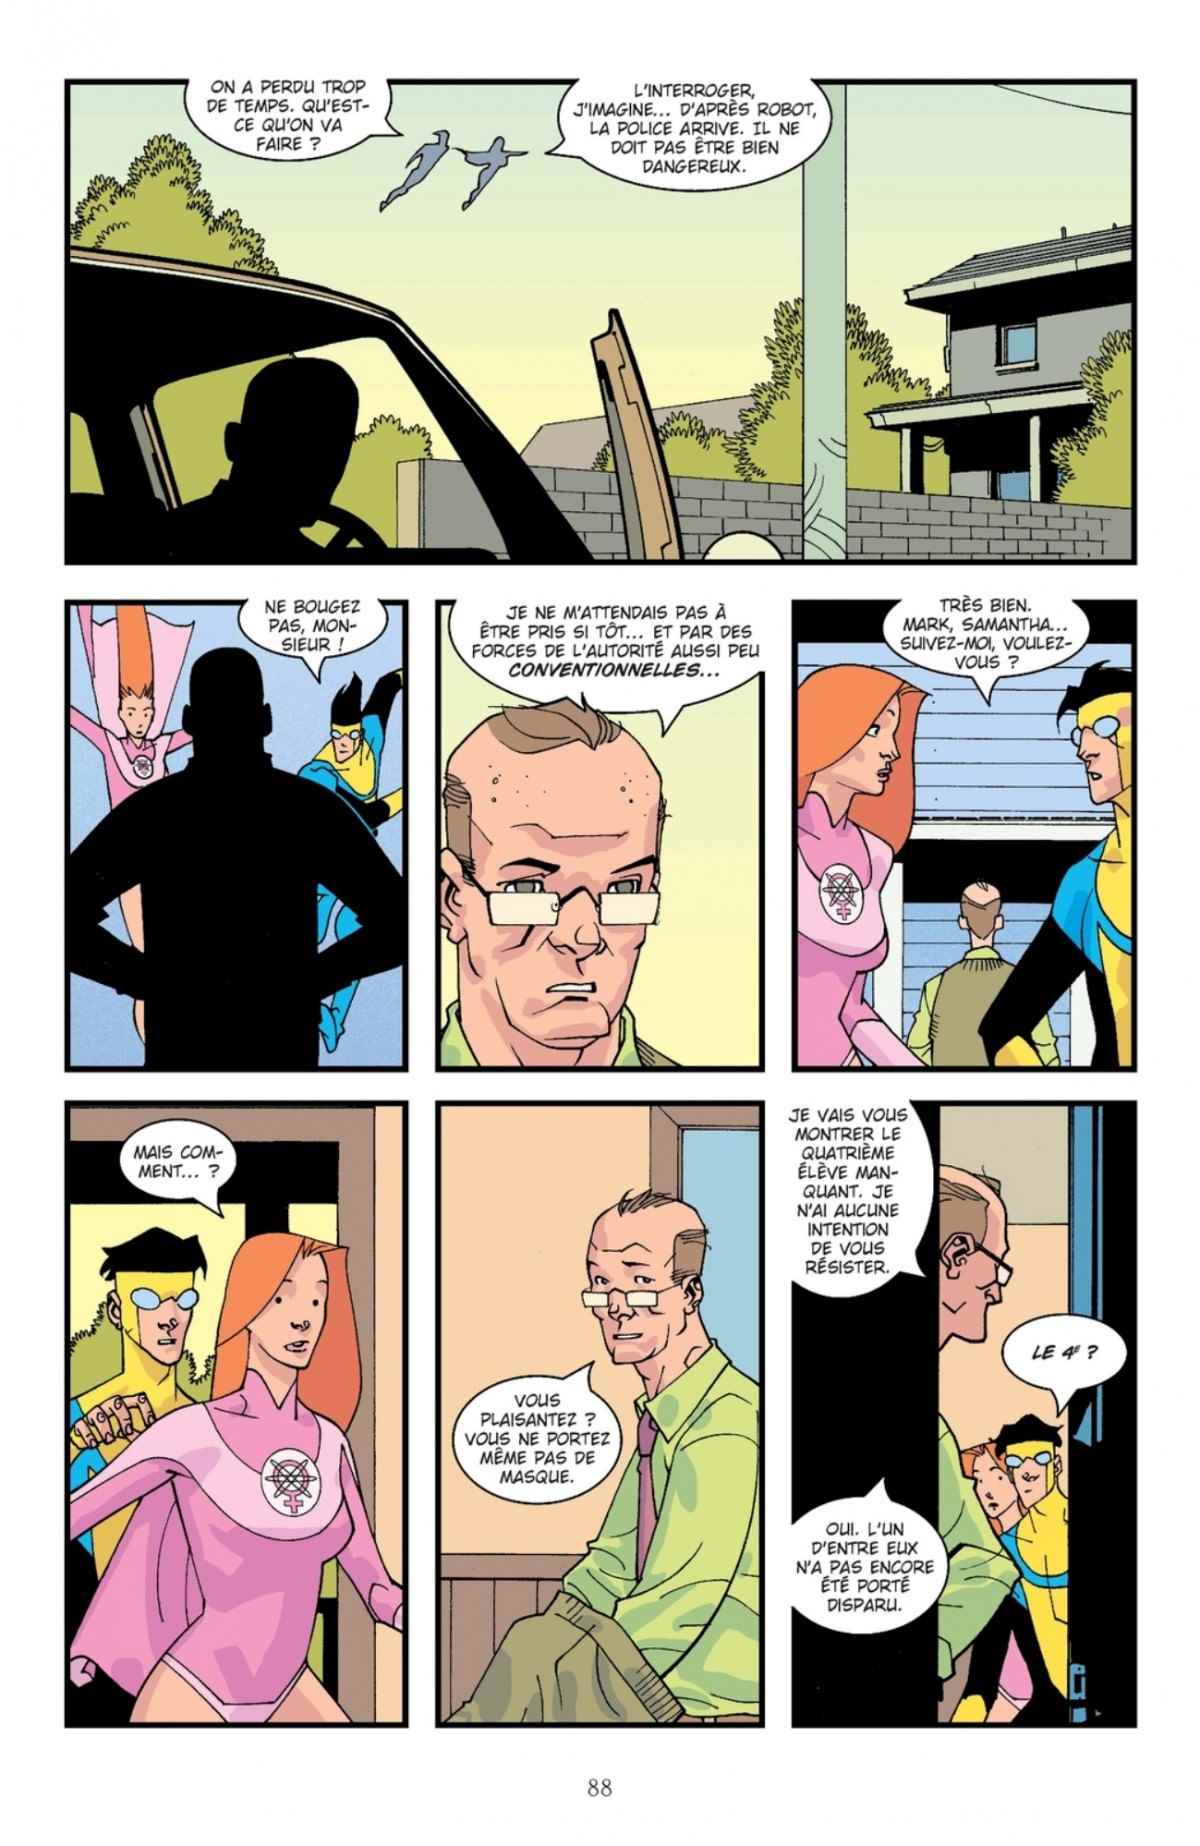 ON A PERDU TROP
DE TEMPS. QU'EST-
CE QU'ON VA
FAIRE ?
L'INTERROGER,
J'IMAGINE... D'APRÈS ROBOT,
LA POLICE ARRIVE. IL NE
DOIT PAS ÊTRE BIEN
DANGEREUX.
NE BOUGEZ
PAS, MON-
SIEUR !
JE NE M'ATTENDAIS PAS À
ÊTRE PRIS SI TÔT... ET PAR DES
FORCES DE L'AUTORITÉ AUSSI PEU
CONVENTIONNELLES...
TRÈS BIEN.
MARK, SAMANTHA...
SUIVEZ-MOI, VOULEZ-
VOUS ?
MAIS COM-
MENT... ?
VOUS
PLAISANTEZ ?
VOUS NE PORTEZ
MÊME PAS DE
MASQUE.
JE VAIS VOUS
MONTRER LE
QUATRIÈME
ÉLÈVE MAN-
QUANT. JE
N'AI AUCUNE
INTENTION
DE VOUS
RÉSISTER.
LE 4E ?
OUI. L'UN
D'ENTRE EUX
N'A PAS ENCORE
ÉTÉ PORTÉ
DISPARU.
88